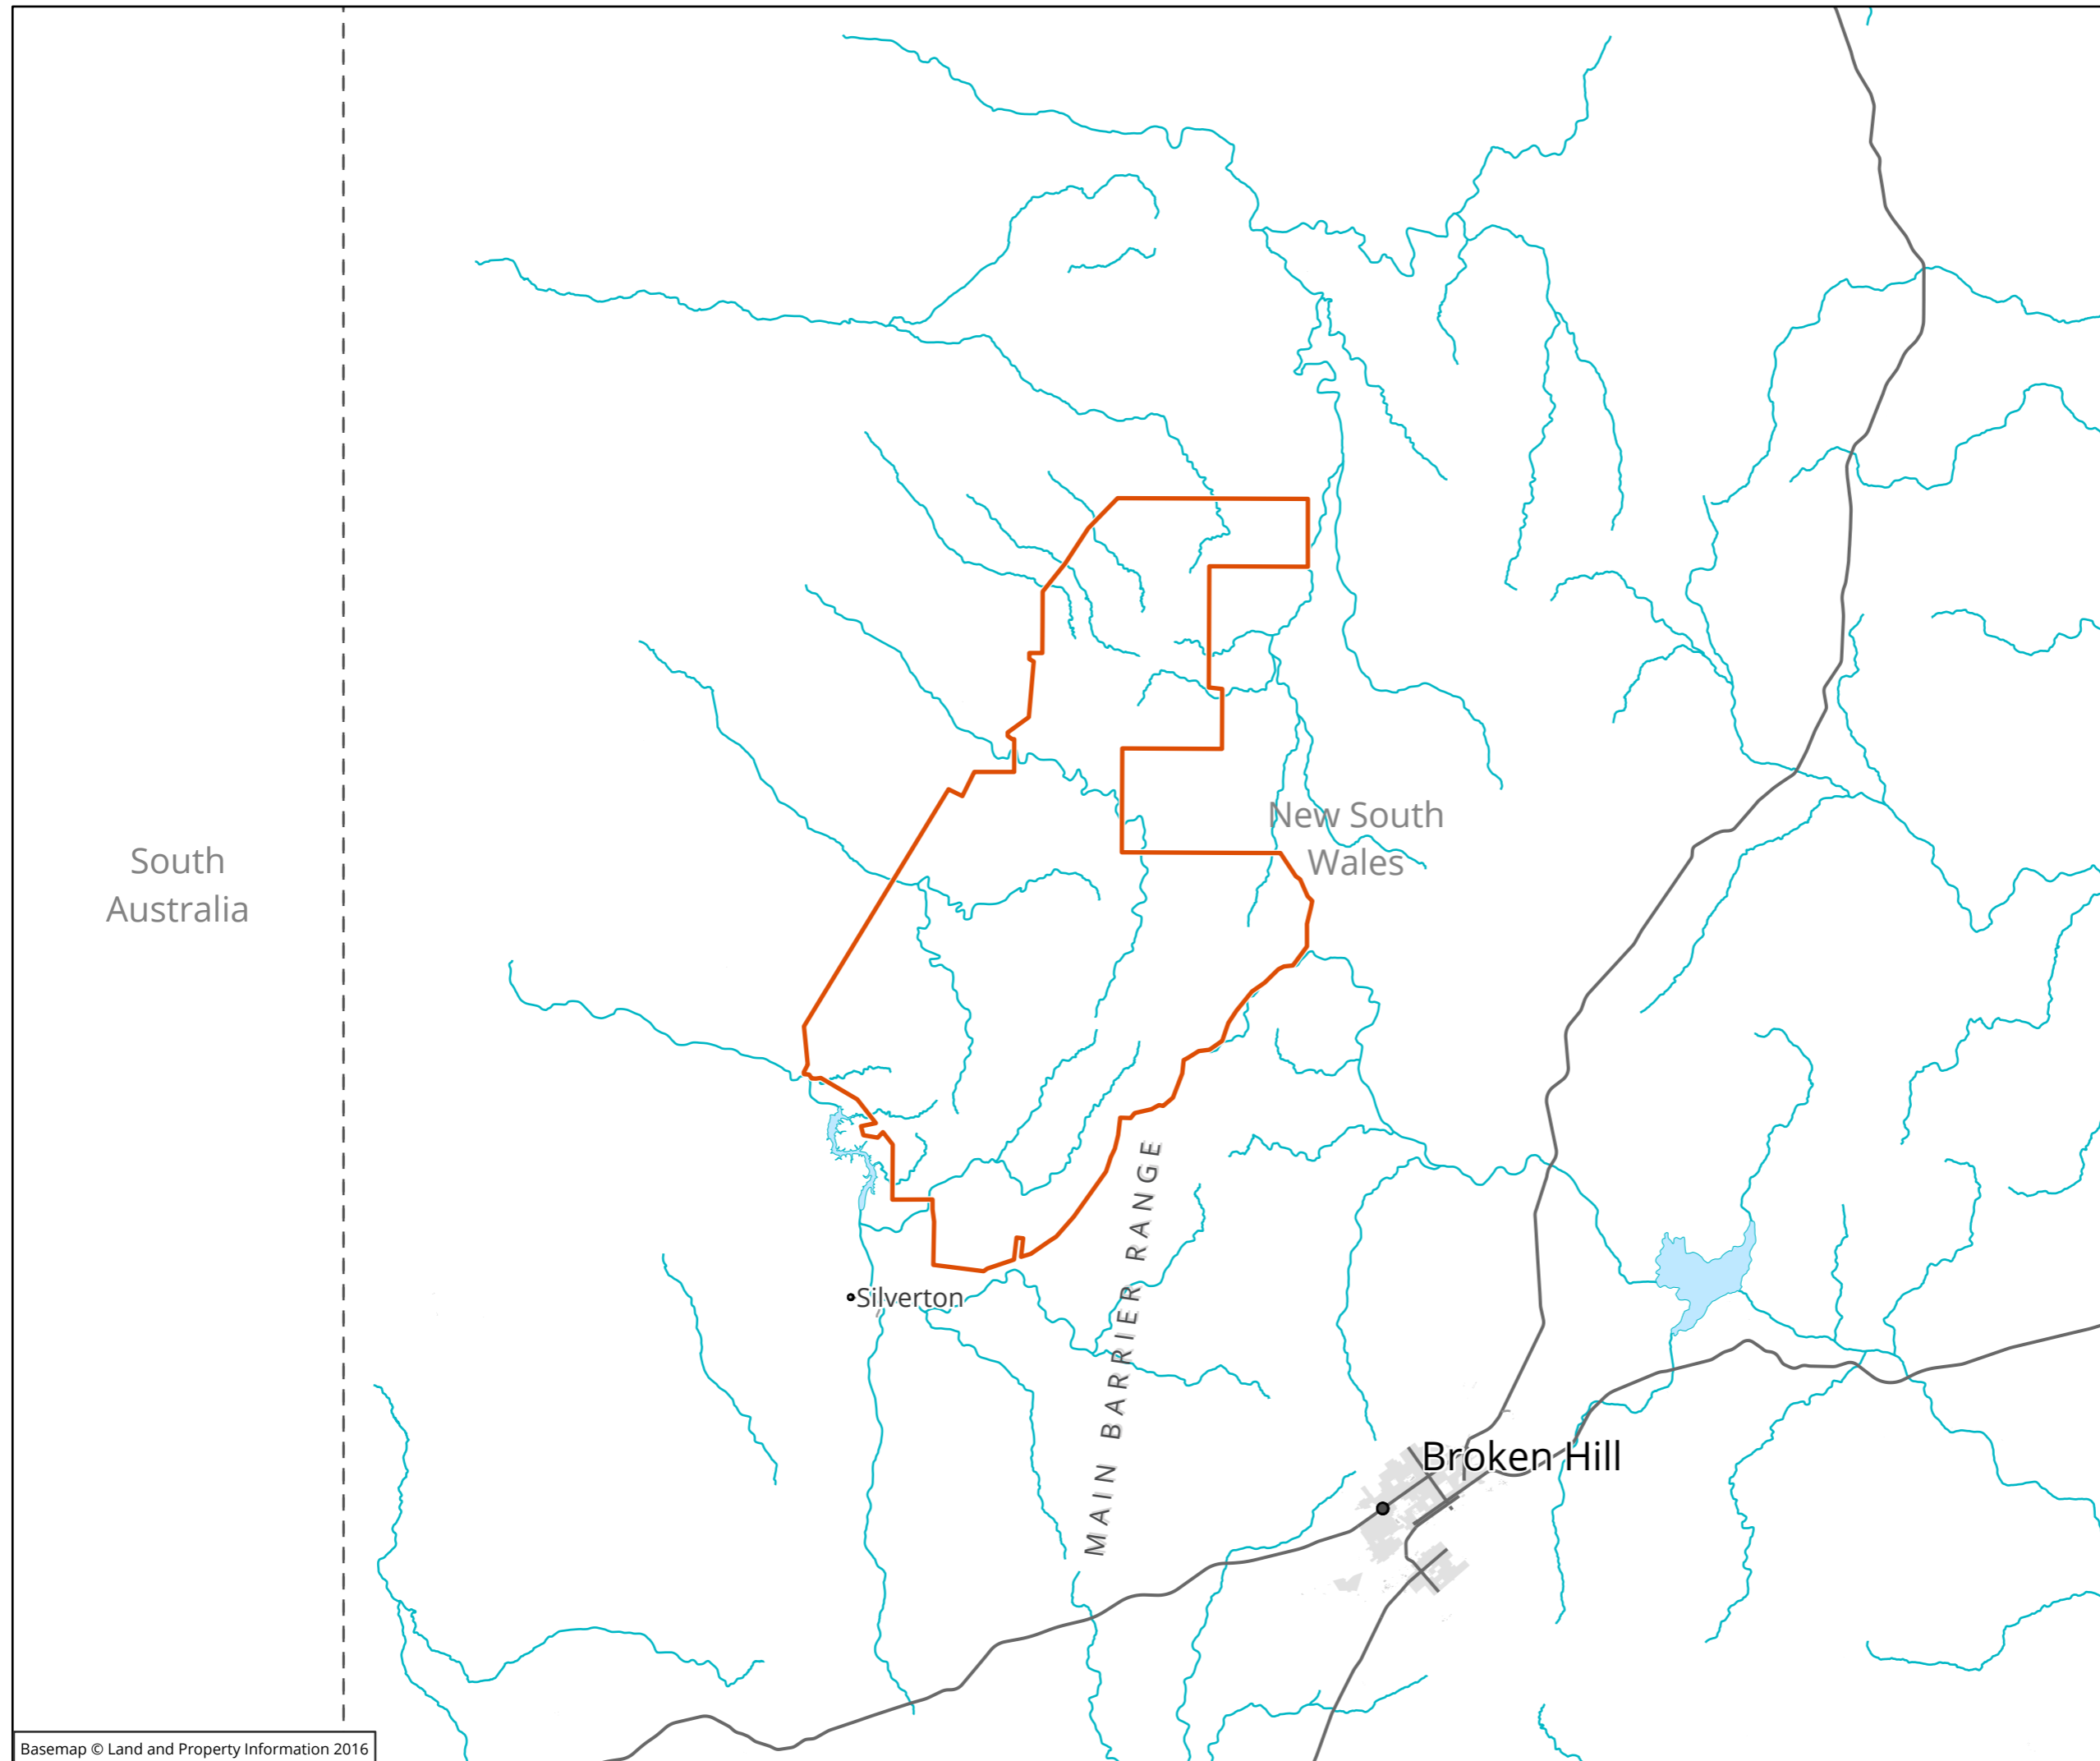 New South
Wales
South
Australia
Silverton
MAIN BARRIER RANGE
Broken Hill
Basemap © Land and Property Information 2016